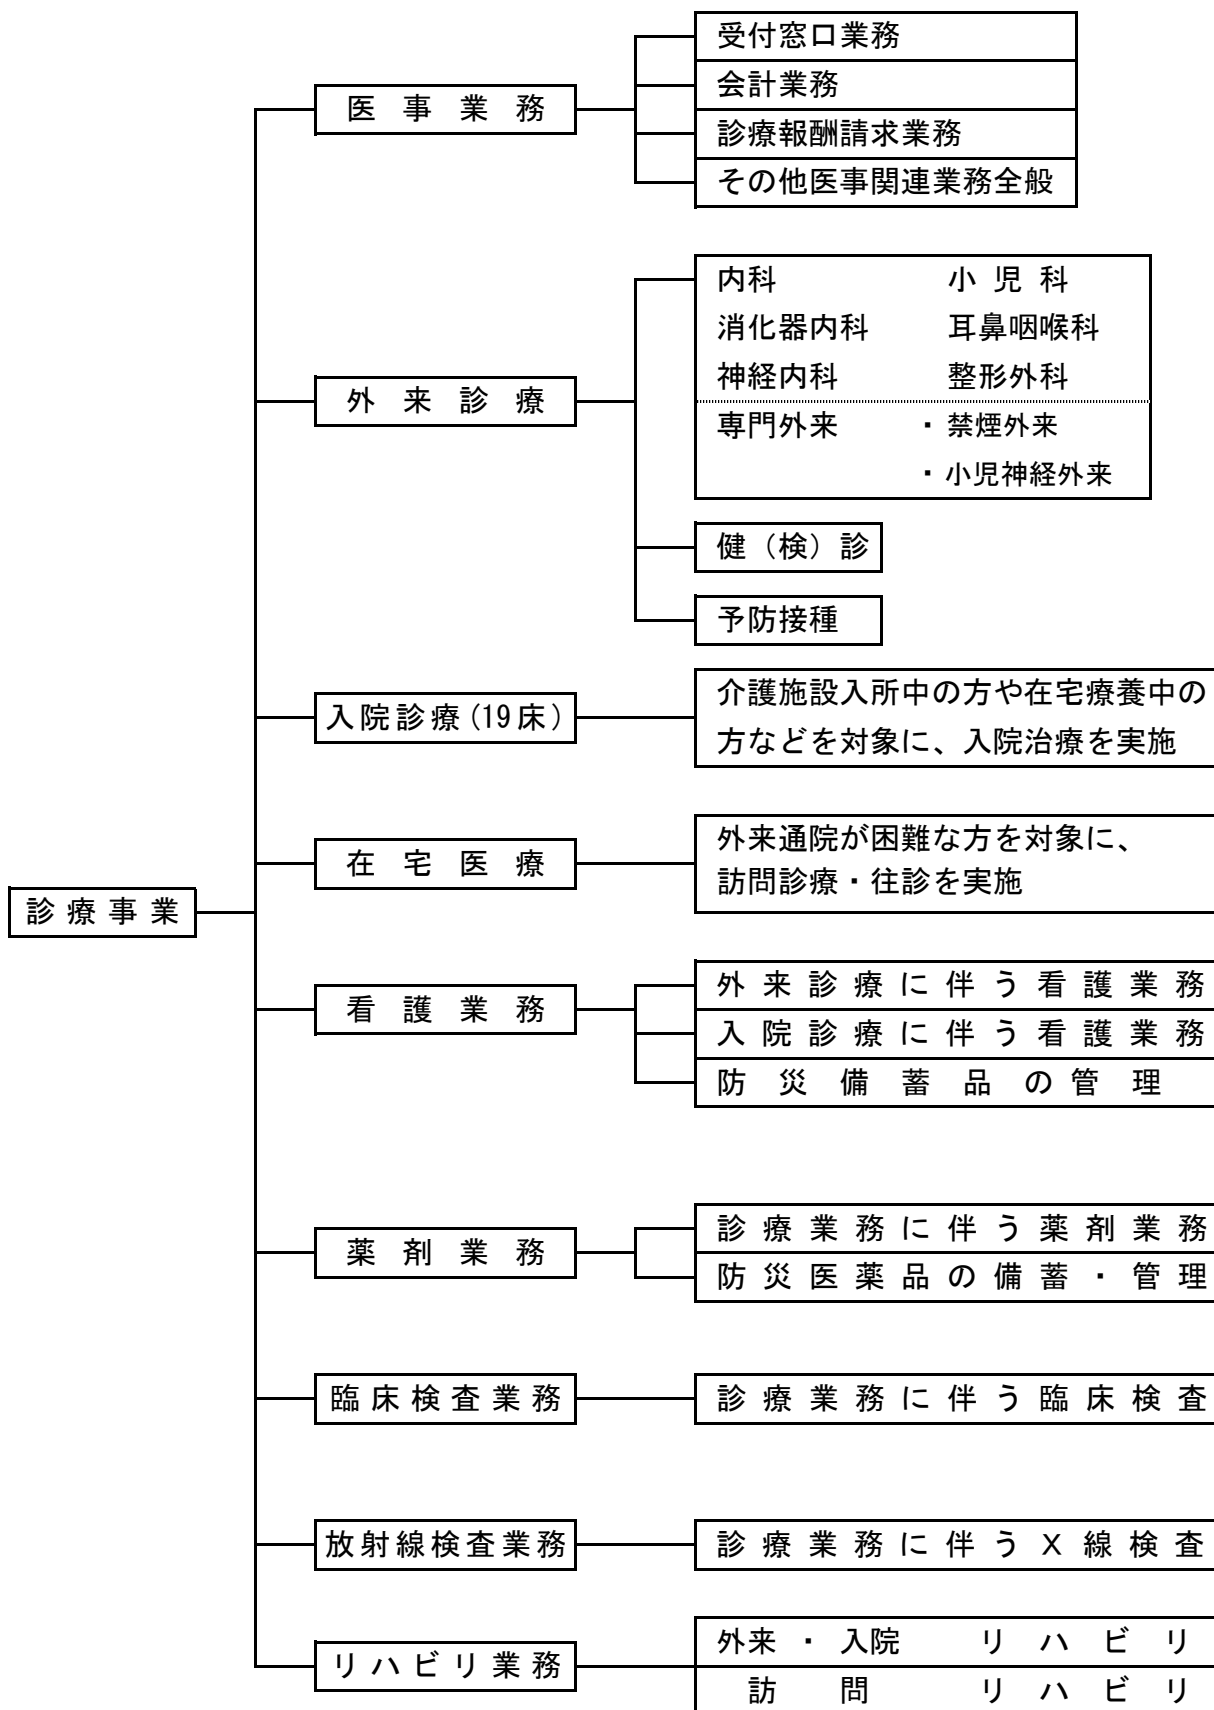 受付窓口業務
会計業務
医事業務
診療報酬請求業務
その他医事関連業務全般
内科 小児科
消化器内科 耳鼻咽喉科
神経内科 整形外科
外来診療
専門外来 ・禁煙外来
・小児神経外来
健（検）診
予防接種
入院診療(19床)
介護施設入所中の方や在宅療養中の
方などを対象に、入院治療を実施
在宅医療
外来通院が困難な方を対象に、
訪問診療・往診を実施
診療事業
看護業務
外来診療に伴う看護業務
入院診療に伴う看護業務
防災備蓄品の管理
薬剤業務
診療業務に伴う薬剤業務
防災医薬品の備蓄・管理
臨床検査業務
診療業務に伴う臨床検査
放射線検査業務
診療業務に伴うX線検査
リハビリ業務
外来・入院 リハビリ
訪問 リハビリ